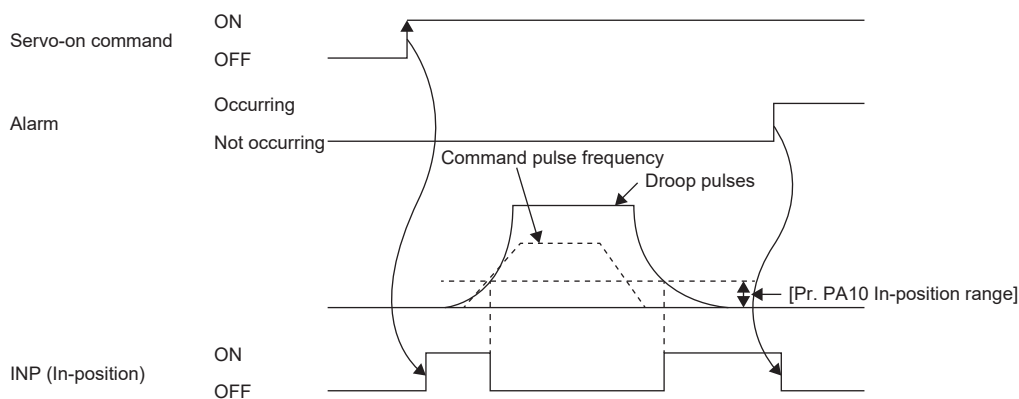 ON
Servo-on command
OFF
Occurring
Alarm
Not occurring
Command pulse frequency
Droop pulses
[Pr. PA10 In-position range]
ON
INP (In-position)
OFF